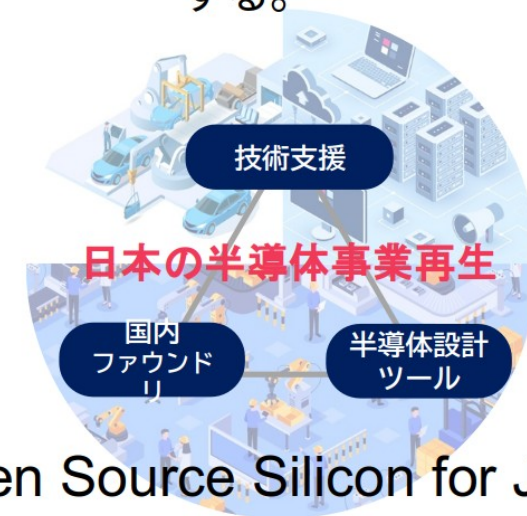 する。
技術支援
日本の半導体事業再生
国内
ファウンド
リ
半導体設計
ツール
en Source Silicon for J